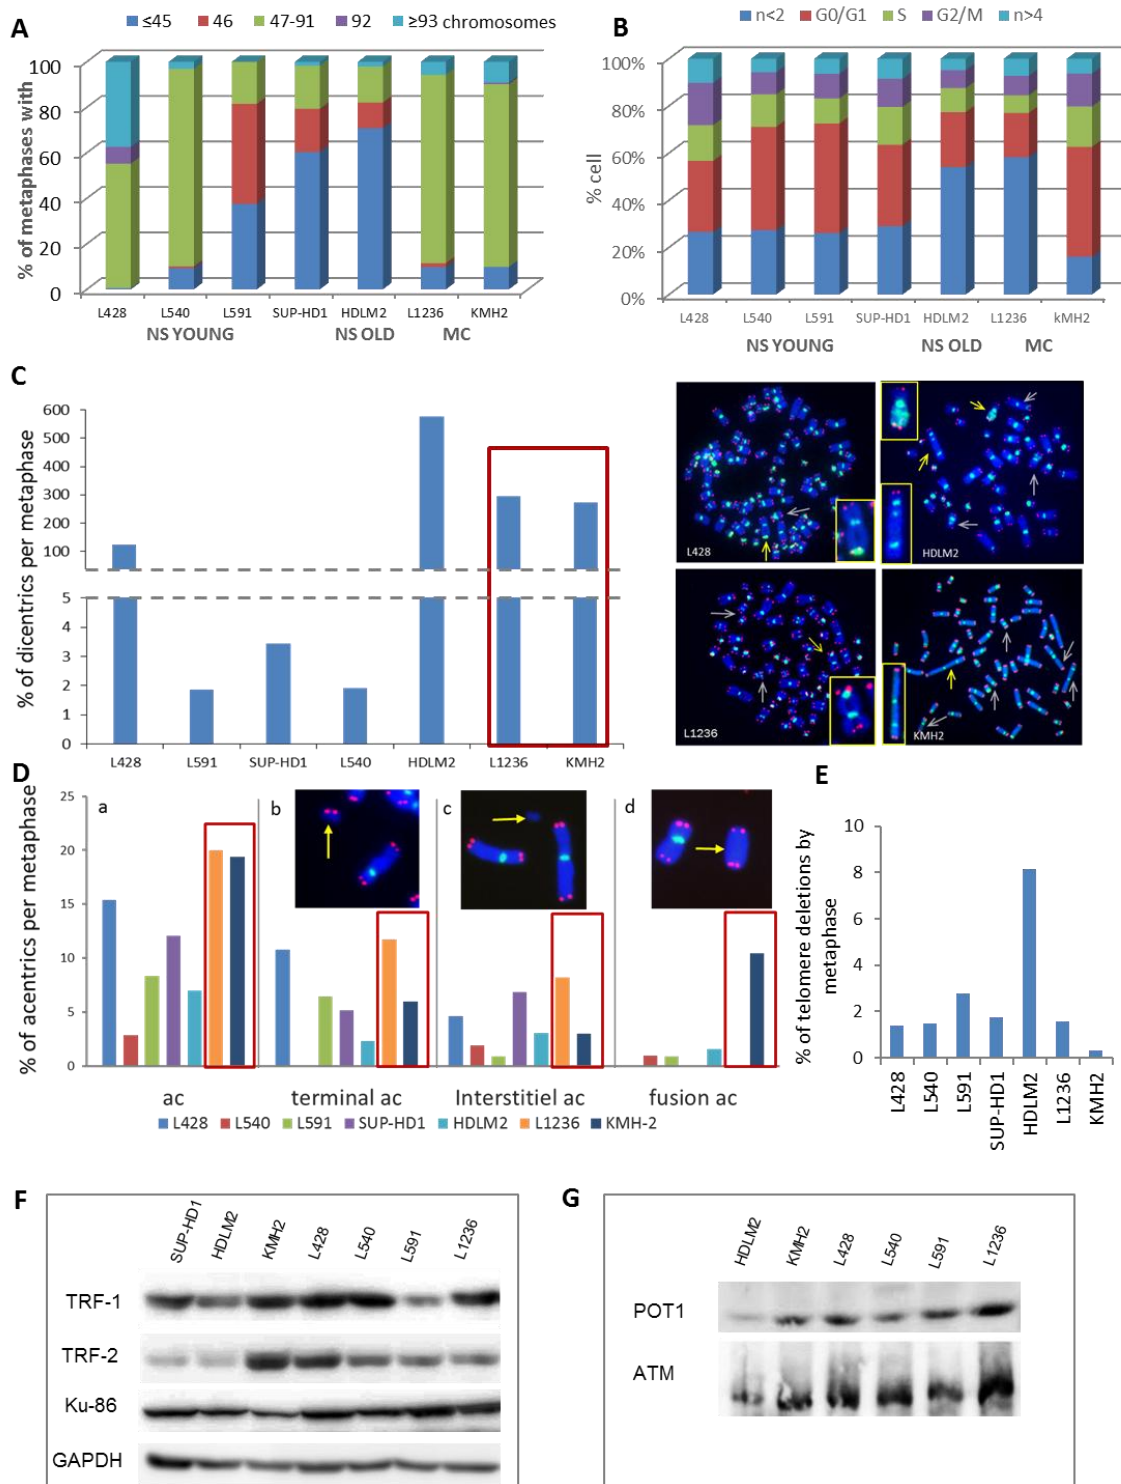 A
≤45 46 47-91 92 ≥93 chromosomes
% of metaphases with
100
80
60
40
20
0
L428 L540 L591 SUP-HD1 HDLM2 L1236 KMH2
NS YOUNG NS OLD MC
B
n<2 G0/G1 S G2/M n>4
% cell
100%
80%
60%
40%
20%
0%
L428 L540 L591 SUP-HD1 HDLM2 L1236 kMH2
NS YOUNG NS OLD MC
C
% of dicentrics per metaphase
600
500
400
300
200
100
5
4
3
2
1
0
L428 L591 SUP-HD1 L540 HDLM2 L1236 KMH2
L428
HDLM2
L1236
KMH2
D
% of acentrics per metaphase
25
20
15
10
5
0
a b c d
ac terminal ac Interstitiel ac fusion ac
L428 L540 L591 SUP-HD1 HDLM2 L1236 KMH-2
E
% of telomere deletions by
metaphase
10
8
6
4
2
0
L428 L540 L591 SUP-HD1 HDLM2 L1236 KMH2
F
SUP-HD1 HDLM2 KMH2 L428 L540 L591 L1236
TRF-1
TRF-2
Ku-86
GAPDH
G
HDLM2 KMH2 L428 L540 L591 L1236
POT1
ATM